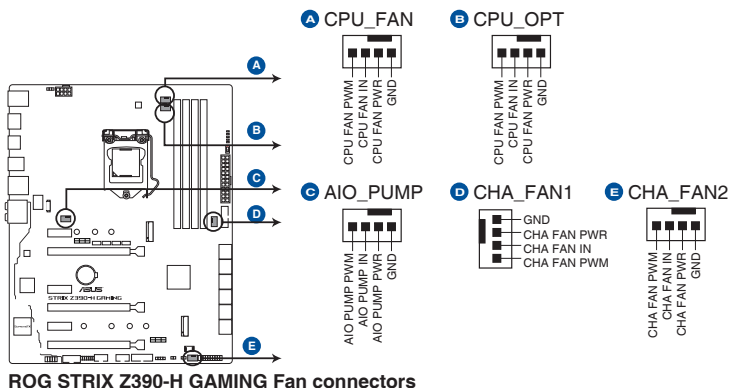 A CPU_FAN
CPU FAN PWM
CPU FAN IN
CPU FAN PWR
GND
B CPU_OPT
CPU FAN PWM
CPU FAN IN
CPU FAN PWR
GND
A
B
C
D
E
C AIO_PUMP
AIO PUMP PWM
AIO PUMP IN
AIO PUMP PWR
GND
D CHA_FAN1
GND
CHA FAN PWR
CHA FAN IN
CHA FAN PWM
E CHA_FAN2
CHA FAN PWM
CHA FAN IN
CHA FAN PWR
GND
ASUS
STRIX Z390-H GAMING
ROG STRIX Z390-H GAMING Fan connectors